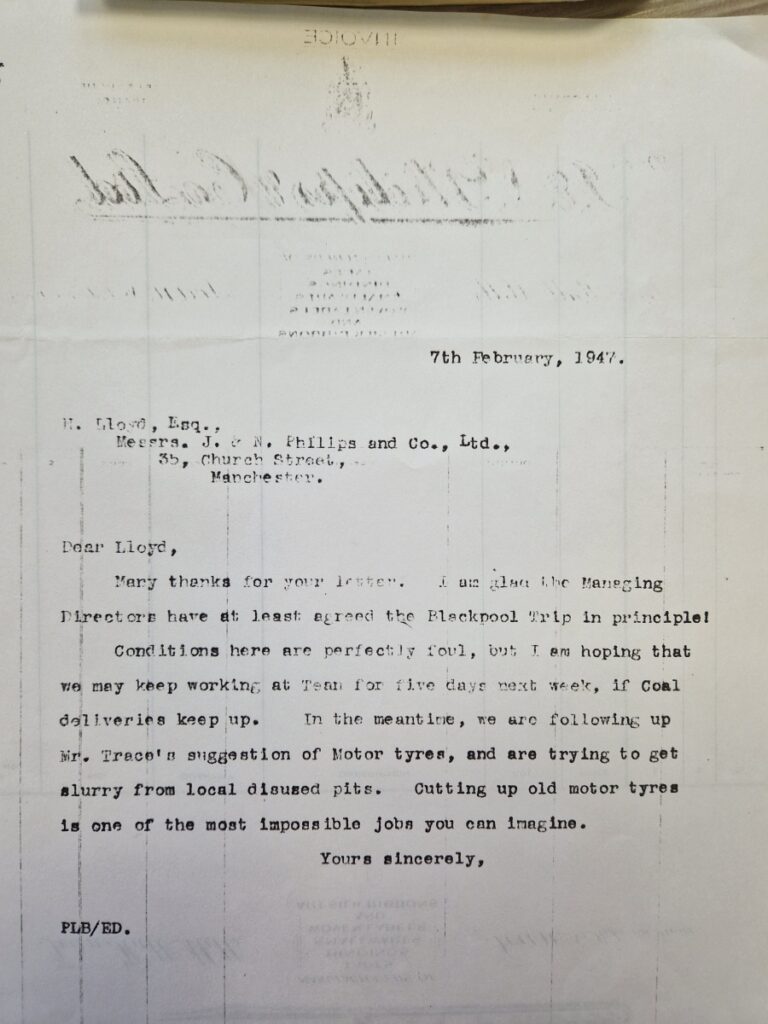 INVOICE
7th February, 1947.
H. Lloyd, Esq.,
Messrs. J. & N. Philips and Co., Ltd.,
35, Church Street,
Manchester.
Dear Lloyd,
Many thanks for your letter. I am glad the Managing
Directors have at least agreed the Blackpool Trip in principle!
Conditions here are perfectly foul, but I am hoping that
we may keep working at Tean for five days next week, if Coal
deliveries keep up. In the meantime, we are following up
Mr. Trace's suggestion of Motor tyres, and are trying to get
slurry from local disused pits. Cutting up old motor tyres
is one of the most impossible jobs you can imagine.
Yours sincerely,
PLB/ED.